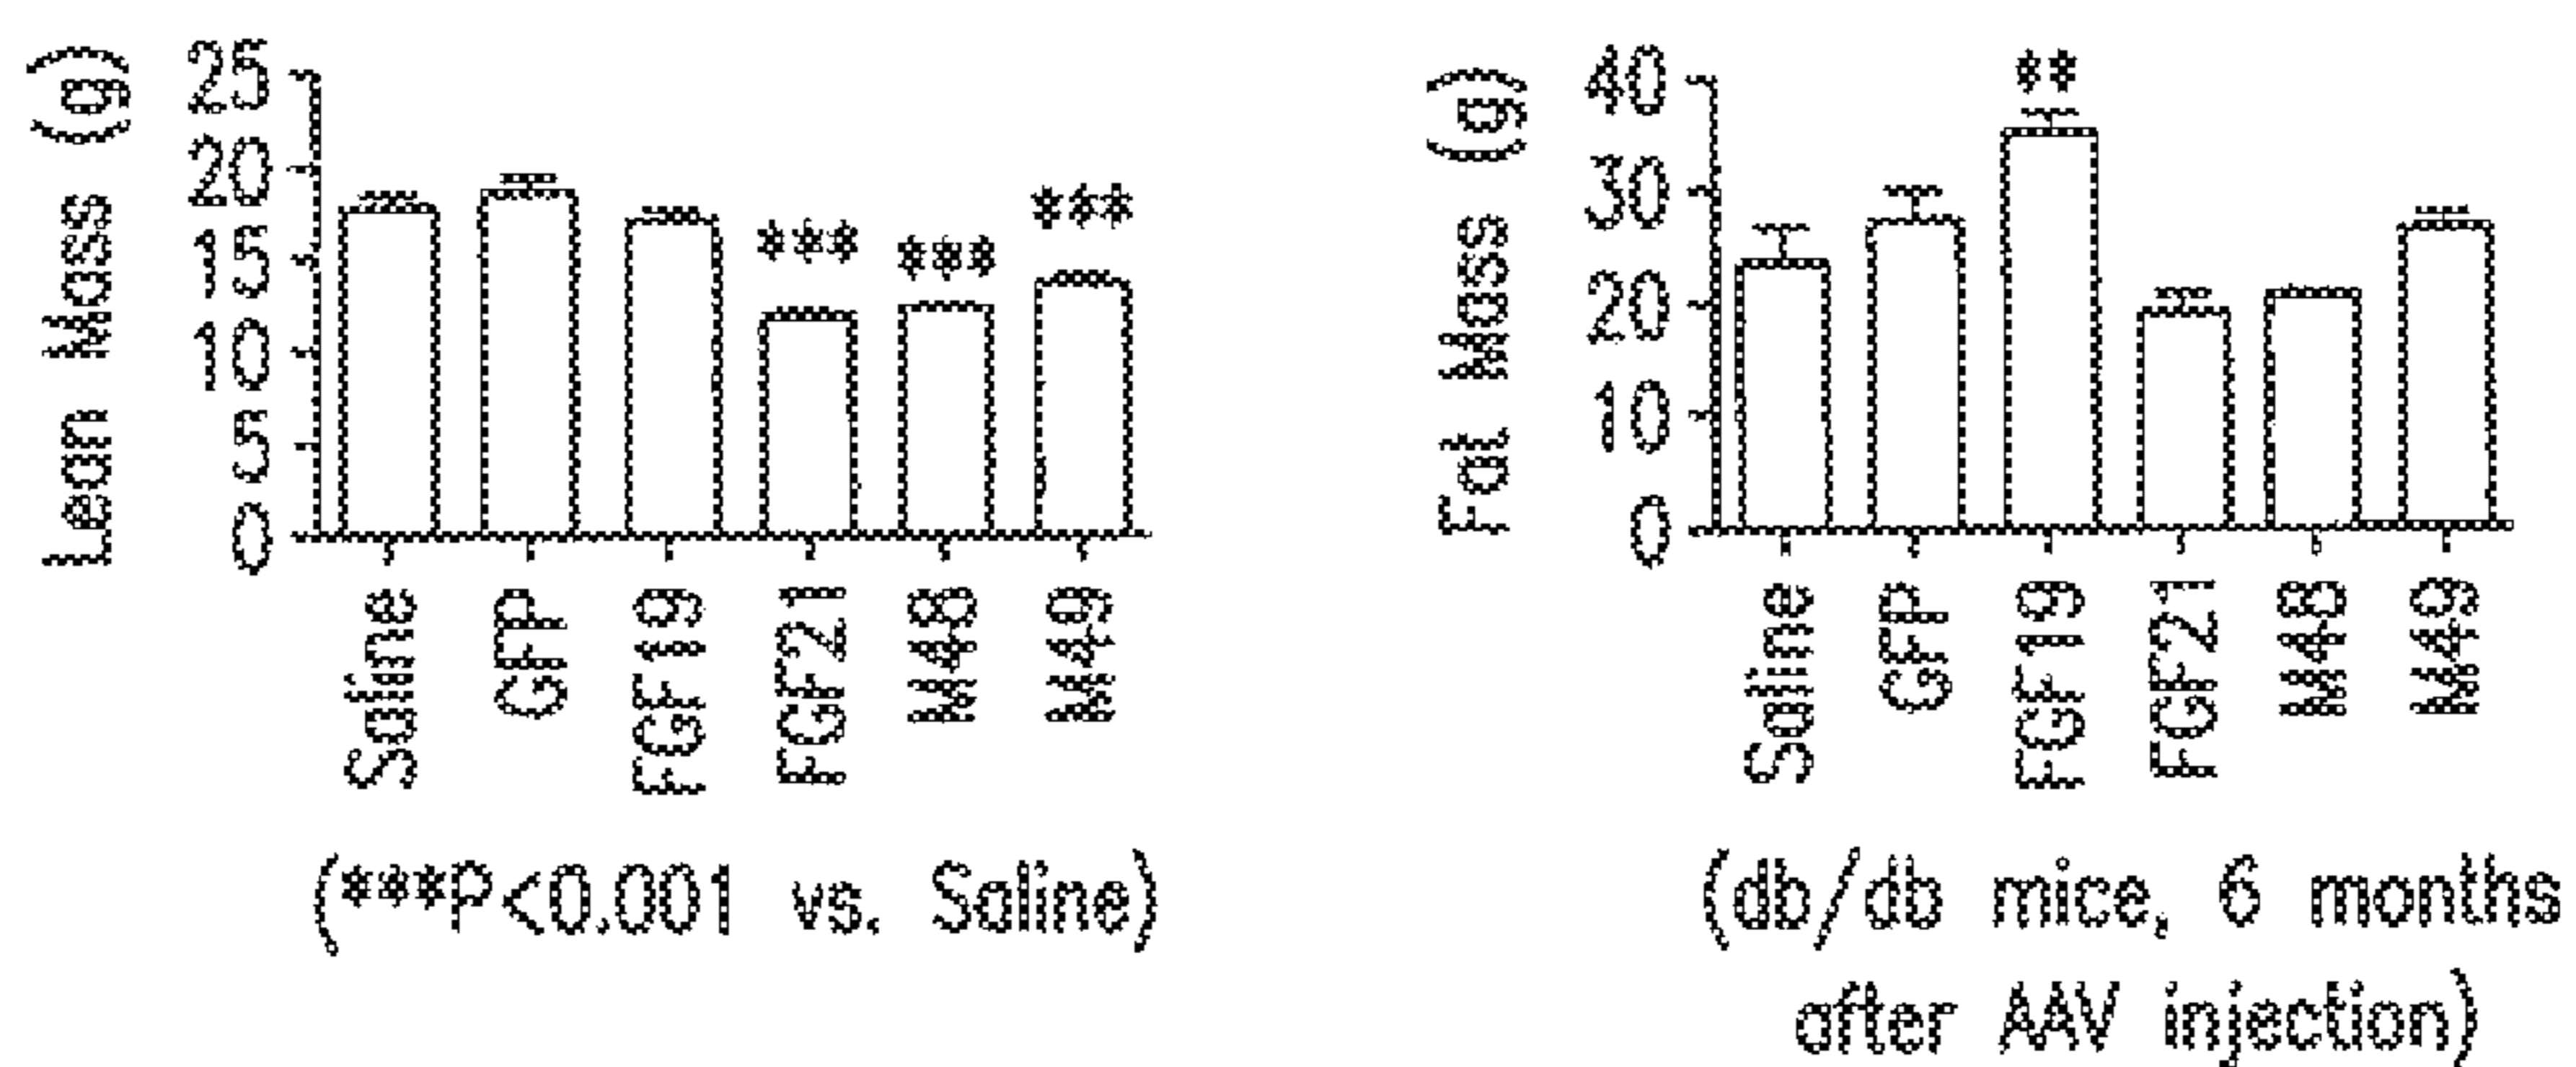 Lean Mass (g)
25
20
15
10
5
0
***
***
***
Saline
GFP
FGF19
FGF21
M48
M49
(***P<0.001 vs. Saline)
Fat Mass (g)
40
30
20
10
0
**
Saline
GFP
FGF19
FGF21
M48
M49
(db/db mice, 6 months
after AAV injection)